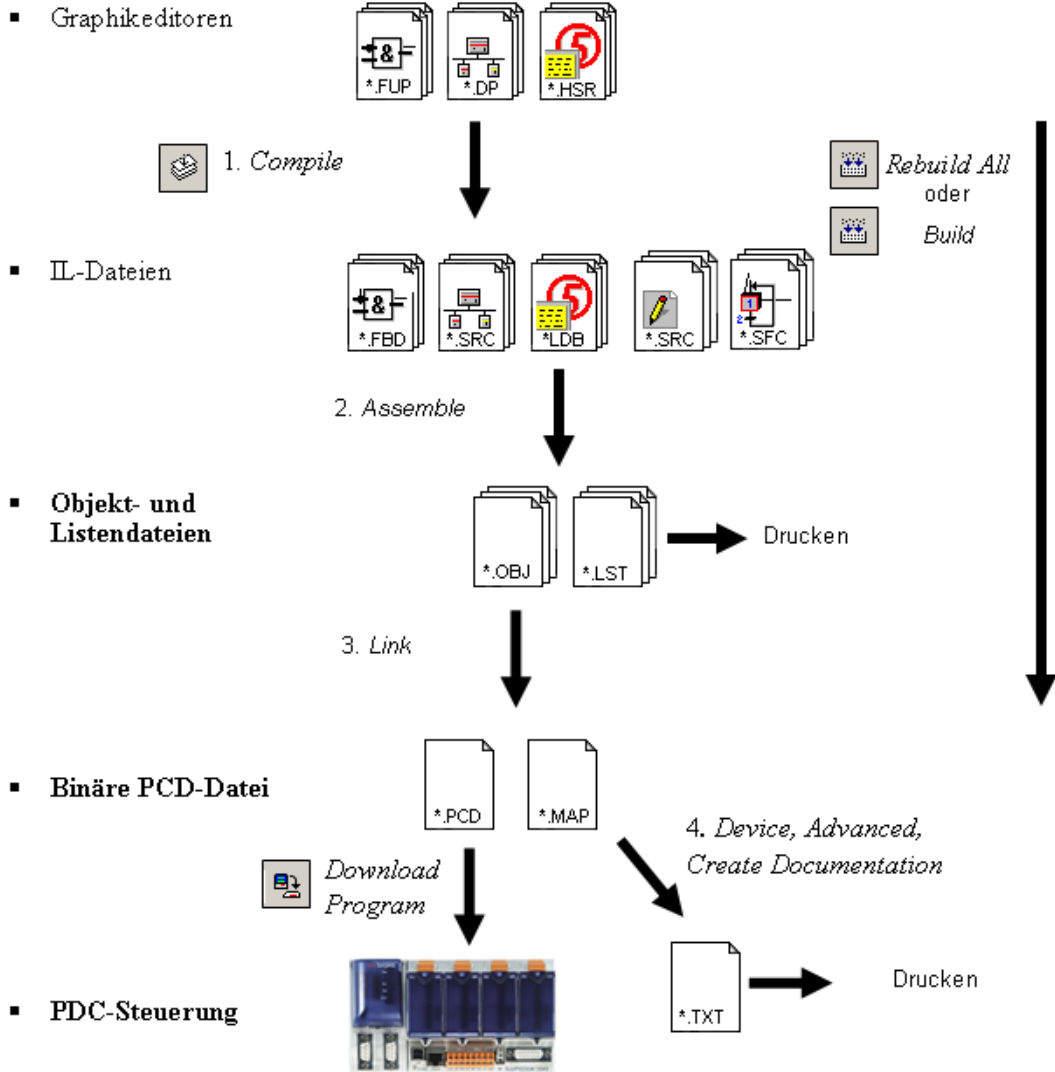 Graphikeditoren
*.FUP
*.DP
*.HSR
1. Compile
Rebuild All
oder
Build
IL-Dateien
*.FBD
*.SRC
*LDB
*.SRC
1
2
*.SFC
2. Assemble
Objekt- und
Listendateien
*.OBJ
*.LST
Drucken
3. Link
Binäre PCD-Datei
*.PCD
*.MAP
4. Device, Advanced,
Create Documentation
Download
Program
PDC-Steuerung
*.TXT
Drucken